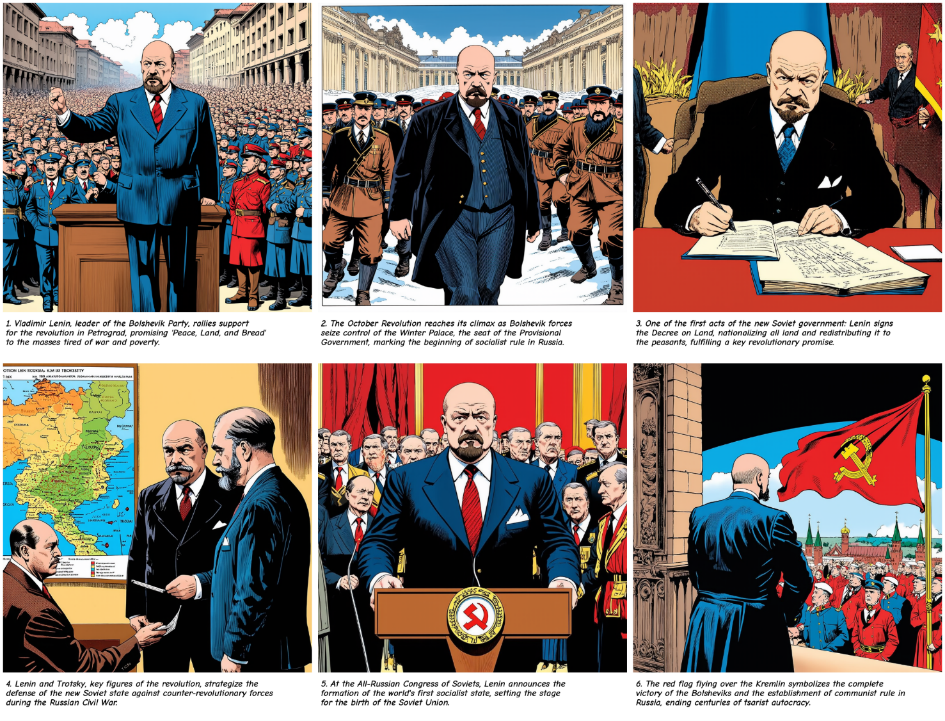 1. Vladimir Lenin, leader of the Bolshevik Party, rallies support
for the revolution in Petrograd, promising 'Peace, Land, and Bread'
to the masses tired of war and poverty.
2. The October Revolution reaches its climax as Bolshevik forces
seize control of the Winter Palace, the seat of the Provisional
Government, marking the beginning of socialist rule in Russia.
3. One of the first acts of the new Soviet government: Lenin signs
the Decree on Land, nationalizing all land and redistributing it to
the peasants, fulfilling a key revolutionary promise.
4. Lenin and Trotsky, key figures of the revolution, strategize the
defense of the new Soviet state against counter-revolutionary forces
during the Russian Civil War.
5. At the All-Russian Congress of Soviets, Lenin announces the
formation of the world's first socialist state, setting the stage
for the birth of the Soviet Union.
6. The red flag flying over the Kremlin symbolizes the complete
victory of the Bolsheviks and the establishment of communist rule in
Russia, ending centuries of tsarist autocracy.